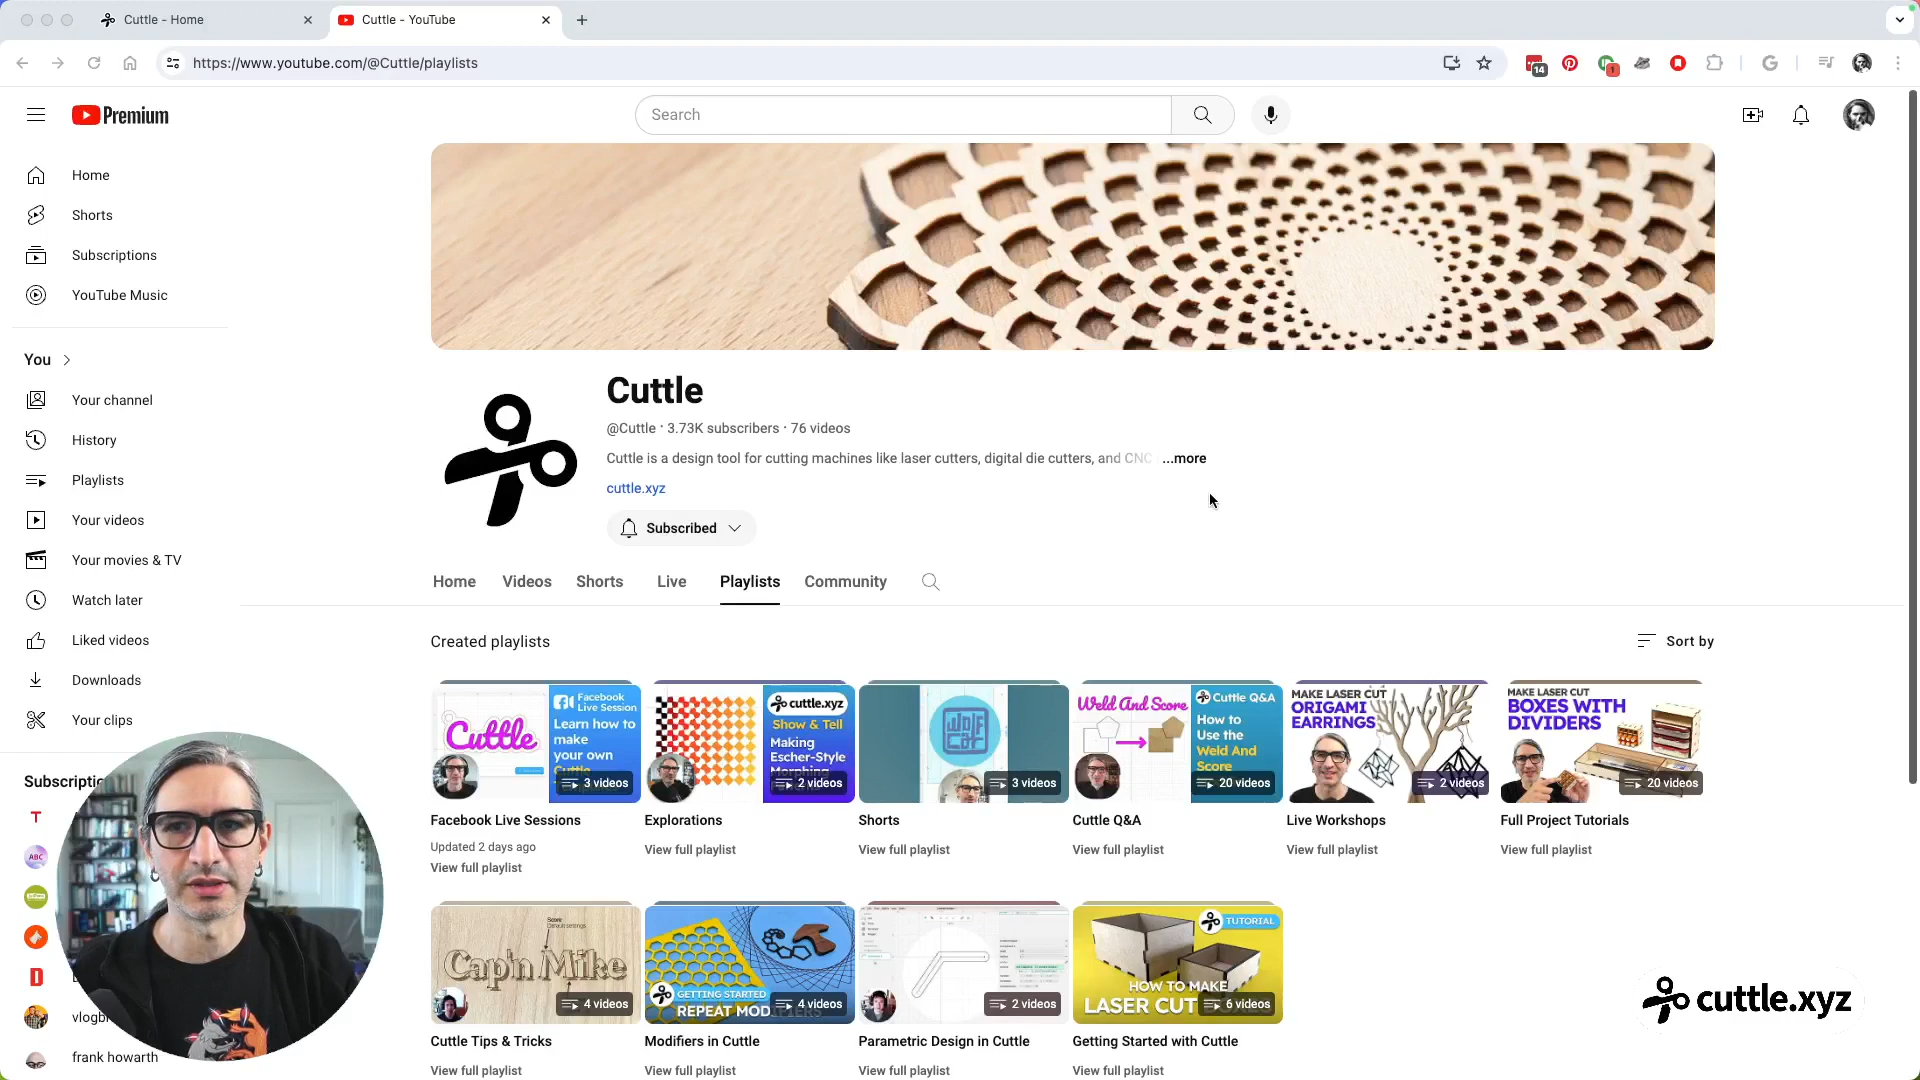 Cuttle - Home
Cuttle - YouTube
https://www.youtube.com/@Cuttle/playlists
14
1
Premium
Search
Home
Shorts
Subscriptions
YouTube Music
You
Your channel
History
Playlists
Your videos
Your movies & TV
Watch later
Liked videos
Downloads
Your clips
T
ABC
D
vlogb
frank howarth
Cuttle
@Cuttle · 3.73K subscribers · 76 videos
Cuttle is a design tool for cutting machines like laser cutters, digital die cutters, and CNC ...more
cuttle.xyz
Subscribed
Home
Videos
Shorts
Live
Playlists
Community
Created playlists
Sort by
Cuttle
Facebook
Live Session
Learn how to
make
your own
Cuttle
3 videos
Facebook Live Sessions
Updated 2 days ago
View full playlist
cuttle.xyz
Show & Tell
Making
Escher-Style
2 videos
Explorations
View full playlist
3 videos
Shorts
View full playlist
Weld And Score
Cuttle Q&A
How to
Use the
Weld And
Score
20 videos
Cuttle Q&A
View full playlist
MAKE LASER CUT
ORIGAMI
EARRINGS
2 videos
Live Workshops
View full playlist
MAKE LASER CUT
BOXES WITH
DIVIDERS
20 videos
Full Project Tutorials
View full playlist
Score
Default settings
Cap'n Mike
4 videos
Cuttle Tips & Tricks
View full playlist
GETTING STARTED
REPEAT MODIFIERS
4 videos
Modifiers in Cuttle
View full playlist
2 videos
Parametric Design in Cuttle
View full playlist
TUTORIAL
HOW TO MAKE
LASER CUT
6 videos
Getting Started with Cuttle
View full playlist
cuttle.xyz